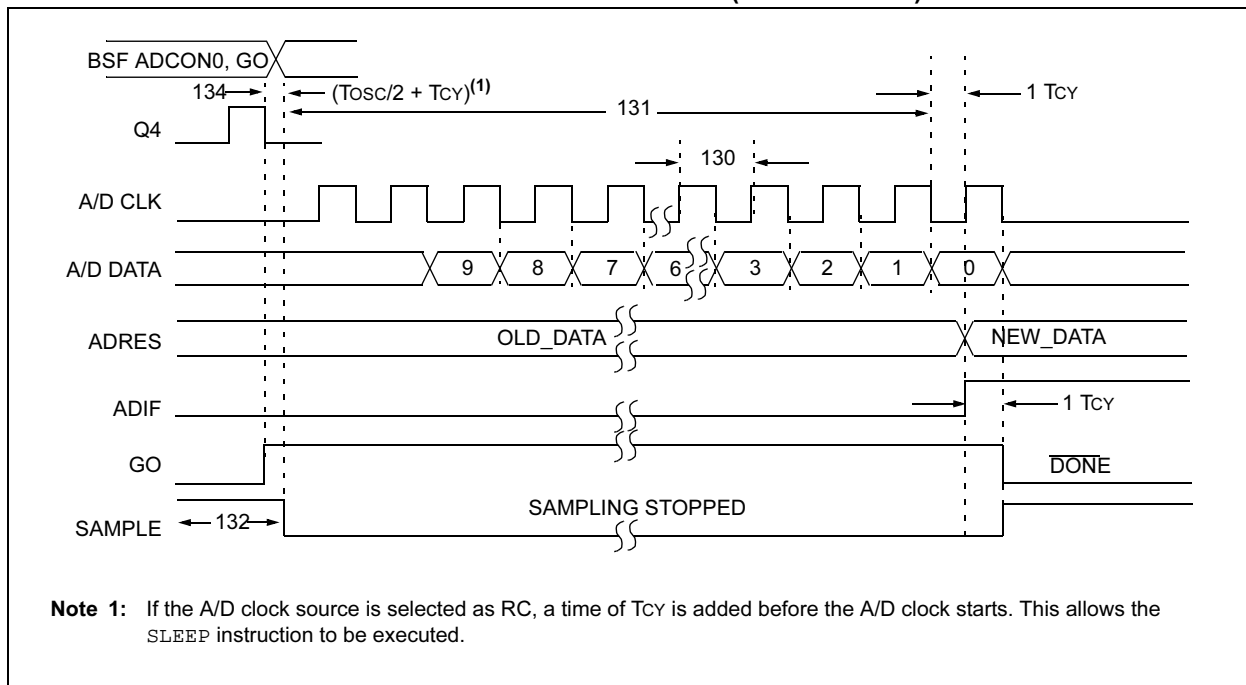 BSF ADCON0, GO
134 (TOSC/2 + TCY)(1) 131 1 TCY
Q4
130
A/D CLK
A/D DATA 9 8 7 6 3 2 1 0
ADRES OLD_DATA NEW_DATA
ADIF 1 TCY
GO DONE
SAMPLE 132 SAMPLING STOPPED
Note 1: If the A/D clock source is selected as RC, a time of TCY is added before the A/D clock starts. This allows the
SLEEP instruction to be executed.